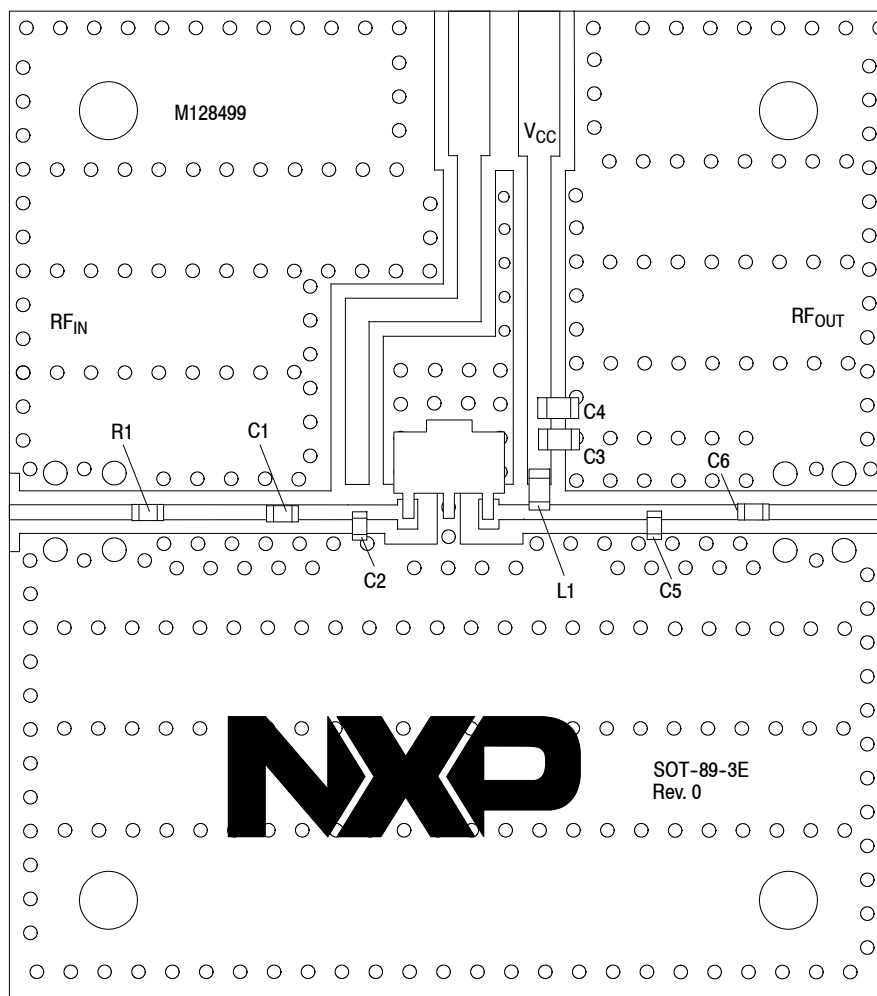 M128499
VCC
RFIN
RFOUT
C4
C3
R1
C1
C6
C2
L1
C5
NXP
SOT-89-3E
Rev. 0